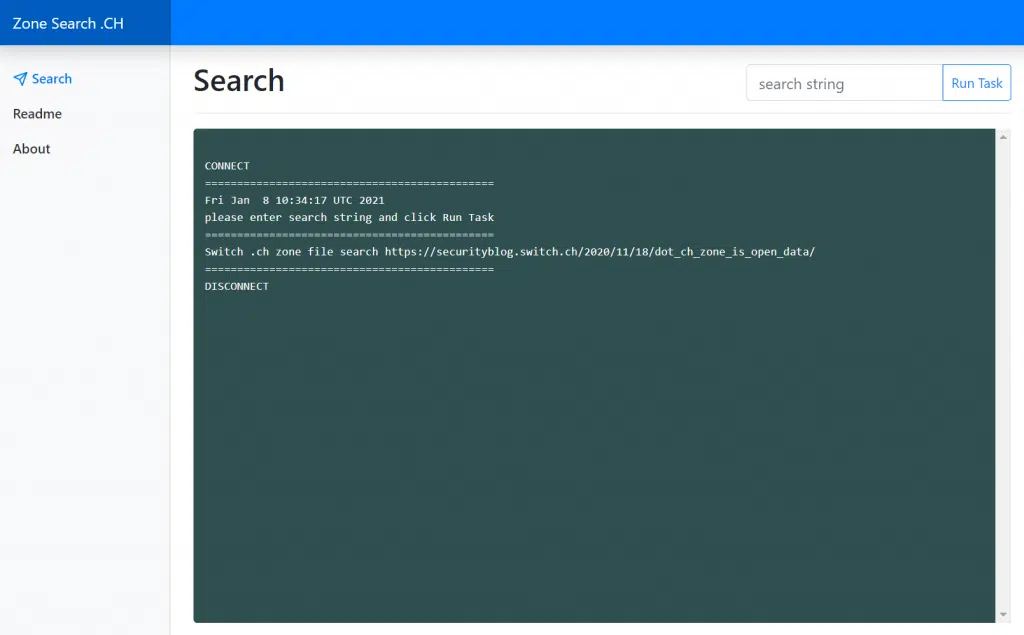 Zone Search .CH
Search
Readme
About
Search
search string
Run Task
CONNECT
=============================================
Fri Jan  8 10:34:17 UTC 2021
please enter search string and click Run Task
=============================================
Switch .ch zone file search https://securityblog.switch.ch/2020/11/18/dot_ch_zone_is_open_data/
=============================================
DISCONNECT